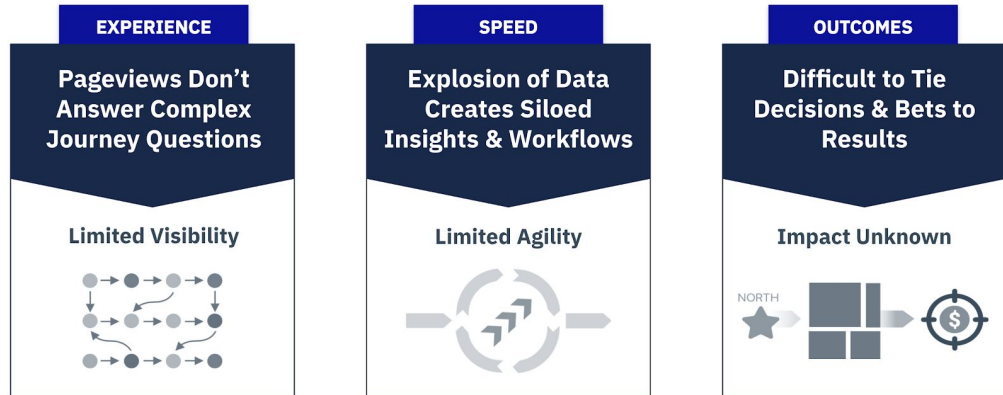 EXPERIENCE
Pageviews Don’t
Answer Complex
Journey Questions
Limited Visibility
SPEED
Explosion of Data
Creates Siloed
Insights & Workflows
Limited Agility
OUTCOMES
Difficult to Tie
Decisions & Bets to
Results
Impact Unknown
NORTH
$